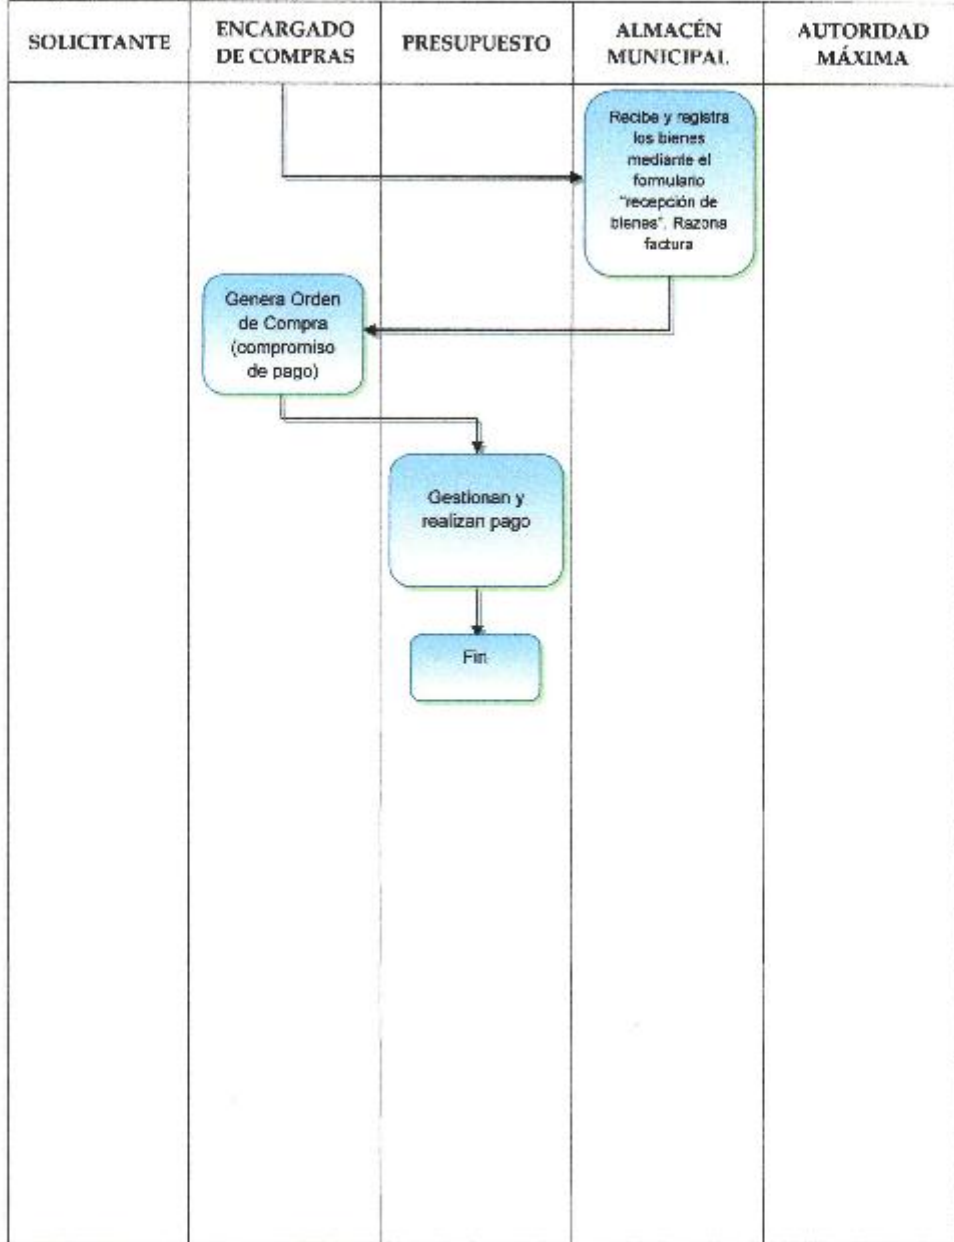 SOLICITANTE
ENCARGADO
DE COMPRAS
PRESUPUESTO
ALMACÉN
MUNICIPAL
AUTORIDAD
MÁXIMA
Recibe y registra
los bienes
mediante el
formulario
"recepción de
bienes". Razona
factura
Genera Orden
de Compra
(compromiso
de pago)
Gestionan y
realizan pago
Fin